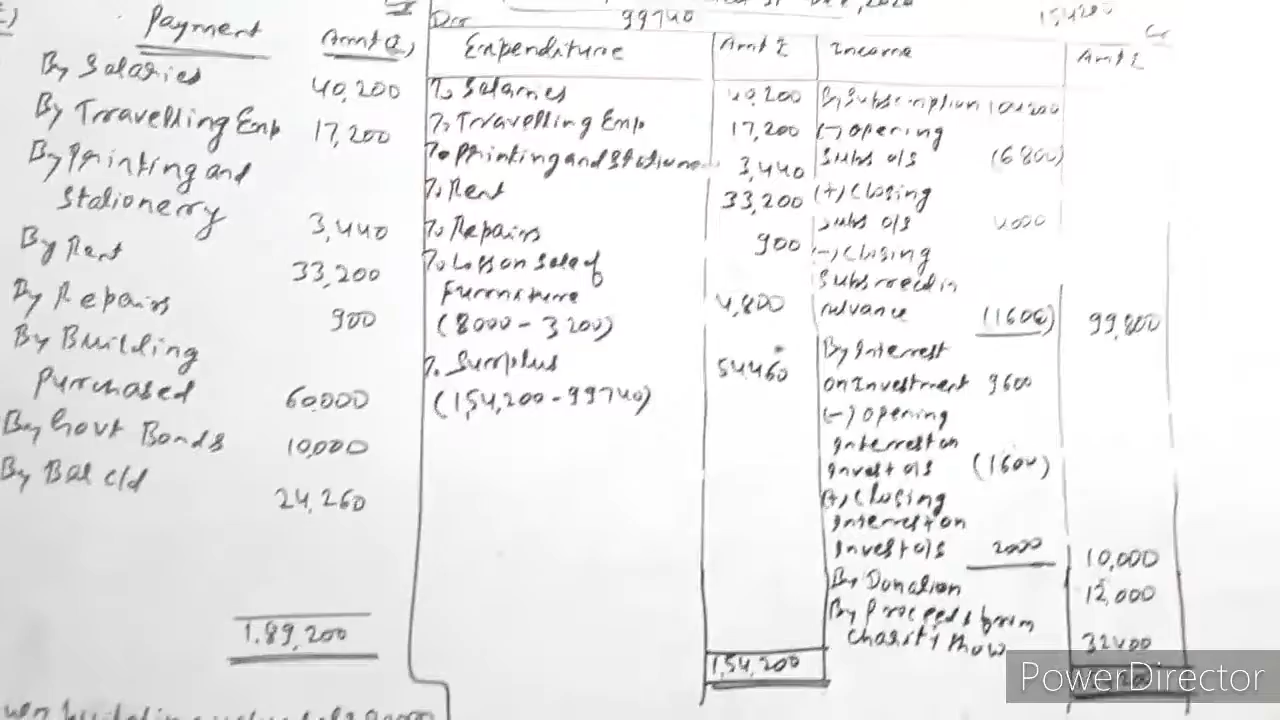 Payment Amt(₹)
By Salaries 40,200
By Travelling Exp 17,200
By Printing and
Stationery 3,440
By Rent 33,200
By Repairs 900
By Building
Purchased 60,000
By Govt Bonds 10,000
By Bal c/d 24,260
1,89,200
99740
154200
Dr Cr
Expenditure Amt ₹
To Salaries 40,200
To Travelling Exp 17,200
To Printing and 3,440
To Rent 33,200
To Repairs 900
To Loss on Sale of
Furniture 4,800
(8000 - 3200)
To Surplus 54,460
(1,54,200 - 99740)
1,54,200
Income Amt ₹
By Subscription
(-) Opening
Subs o/s (6800)
(+) Closing
Subs o/s
(-) Closing
Subs rec in
advance (1600) 99,800
By Interest
on Investment 9600
(-) Opening
Interest on
Invest o/s (1600)
(+) Closing
Interest on
Invest o/s 2000 10,000
By Donation 12,000
By Proceeds from
Charity Show 32400
PowerDirector